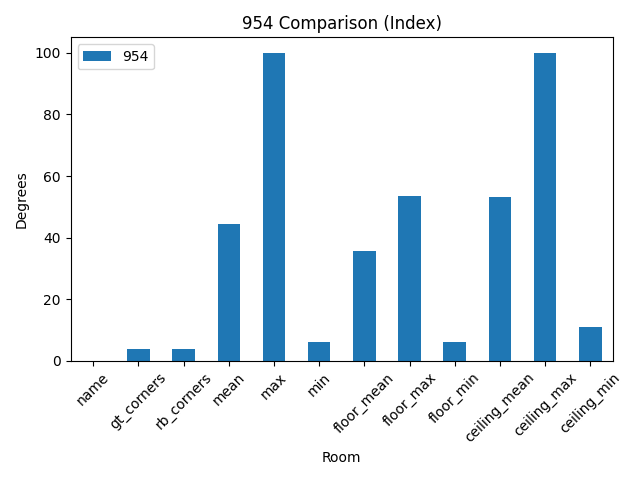 954 Comparison (Index)
954
Degrees
100
80
60
40
20
0
name
gt_corners
rb_corners
mean
max
min
floor_mean
floor_max
floor_min
ceiling_mean
ceiling_max
ceiling_min
Room